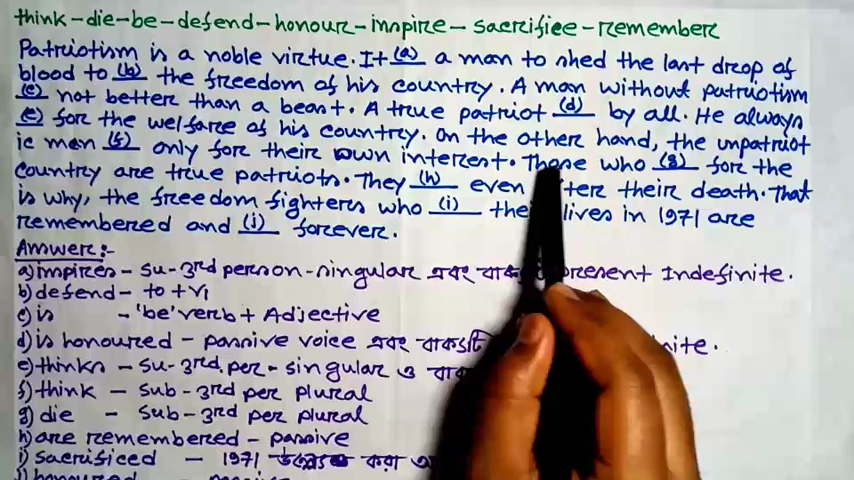 think-die-be-defend-honour-inspire-sacrifice-remember
Patriotism is a noble virtue. It (a) a man to shed the last drop of
blood to (b) the freedom of his country. A man without patriotism
(c) not better than a beast. A true patriot (d) by all. He always
(e) for the welfare of his country. On the other hand, the unpatriot
ic men (f) only for their own interest. Those who (g) for the
country are true patriots. They (h) even their death. That
is why, the freedom fighters who (i) lives in 1971 are
remembered and (j) forever.
Answer:-
a) inspires - su-3rd person-singular এবং present Indefinite.
b) defend - to + v₁
c) is - 'be' verb + Adjective
d) is honoured - passive voice এবং বাক্যটি
e) thinks - su-3rd per- singular ও
f) think - sub-3rd per plural
g) die - sub-3rd per plural
h) are remembered - passive
i) sacrificed - 1971 উল্লেখ করা